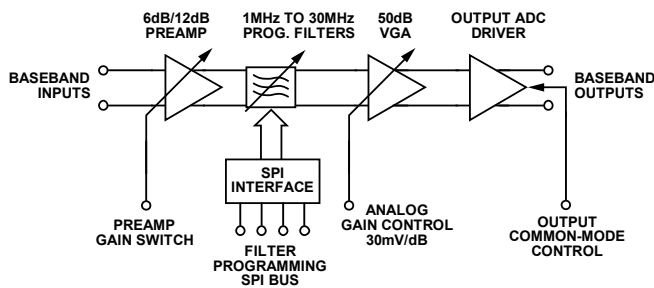 6dB/12dB
PREAMP
1MHz TO 30MHz
PROG. FILTERS
50dB
VGA
OUTPUT ADC
DRIVER
BASEBAND
INPUTS
BASEBAND
OUTPUTS
SPI
INTERFACE
PREAMP
GAIN SWITCH
FILTER
PROGRAMMING
SPI BUS
ANALOG
GAIN CONTROL
30mV/dB
OUTPUT
COMMON-MODE
CONTROL